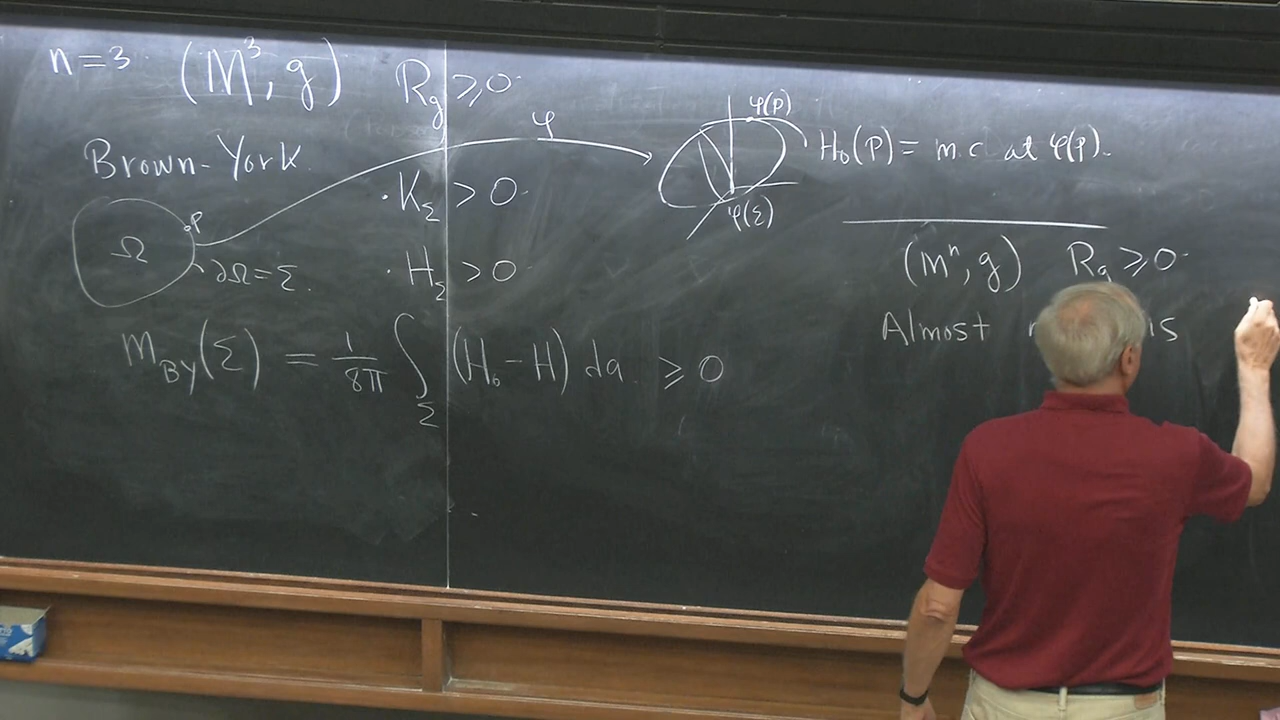 n=3 (M³, g) R_g ≥ 0
Brown-York
φ
· K_Σ > 0
· H_Σ > 0
Ω
P
∂Ω = Σ
φ(p)
φ(Σ)
H₀(P) = m.c at φ(p).
m_BY(Σ) = 1/8π ∫_Σ (H₀ − H) da ≥ 0
(Mⁿ, g) R_g ≥ 0
Almost